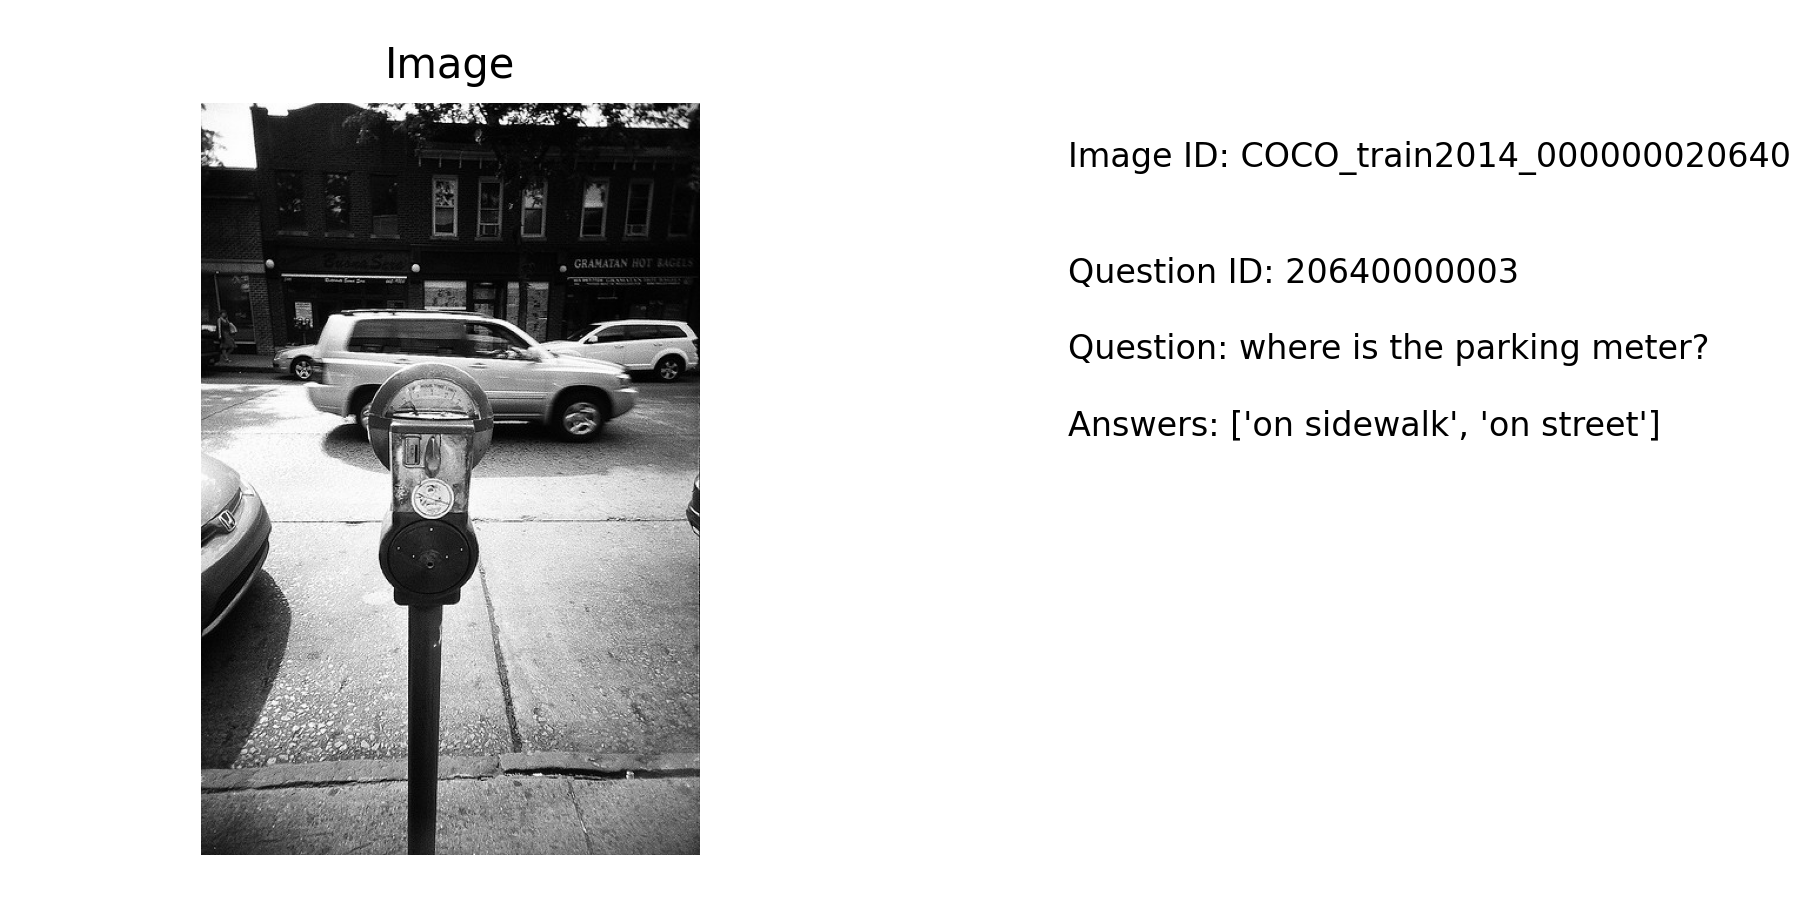 Image
Image ID: COCO_train2014_000000020640
Question ID: 20640000003
Question: where is the parking meter?
Answers: ['on sidewalk', 'on street']
GRAMATAN HOT BAGELS